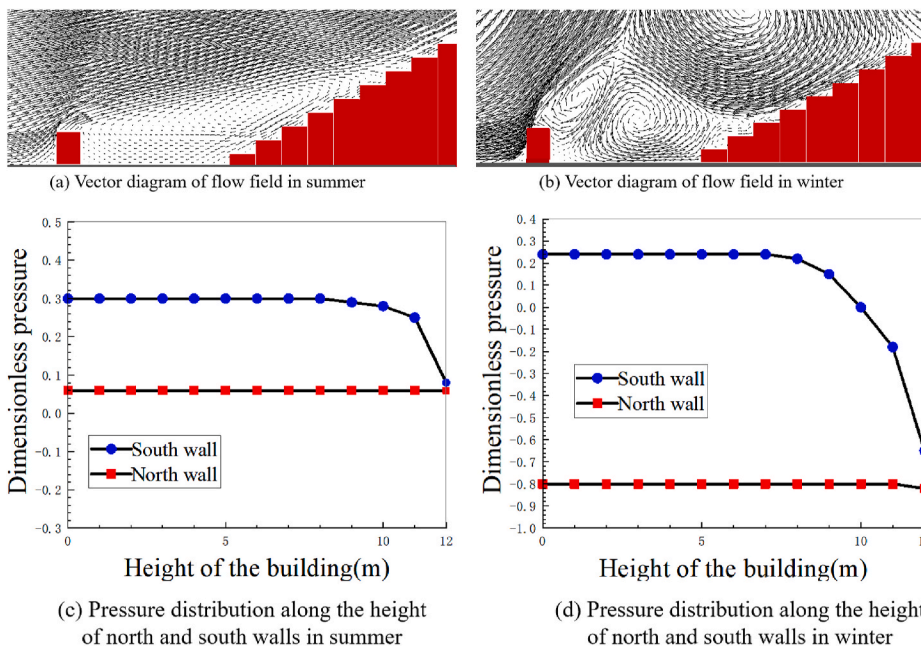 (a) Vector diagram of flow field in summer
(b) Vector diagram of flow field in winter
Dimensionless pressure
0.5
0.4
0.3
0.2
0.1
0.0
-0.1
-0.2
-0.3
South wall
North wall
0
5
10
12
Height of the building(m)
(c) Pressure distribution along the height
of north and south walls in summer
Dimensionless pressure
0.4
0.3
0.2
0.1
0.0
-0.2
-0.3
-0.4
-0.5
-0.6
-0.7
-0.8
-0.9
-1.0
South wall
North wall
0
5
10
Height of the building(m)
(d) Pressure distribution along the height
of north and south walls in winter